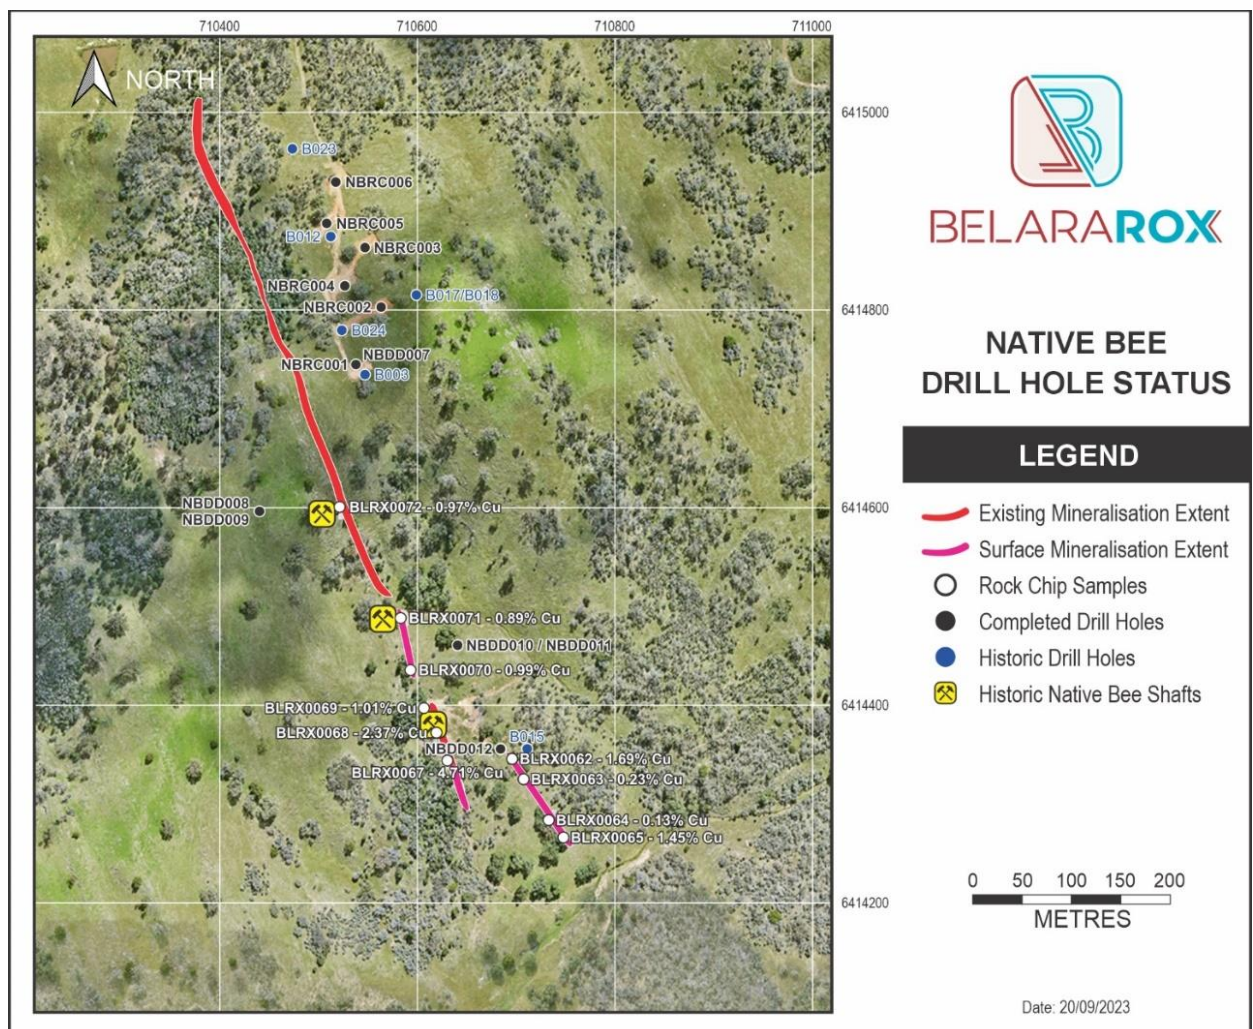 710400
710600
710800
711000
NORTH
6415000
B023
NBRC006
NBRC005
B012
NBRC003
NBRC004
B017/B018
NBRC002
6414800
B024
NBDD007
NBRC001
B003
NBDD008
NBDD009
BLRX0072 - 0.97% Cu
6414600
BLRX0071 - 0.89% Cu
NBDD010 / NBDD011
BLRX0070 - 0.99% Cu
BLRX0069 - 1.01% Cu
6414400
BLRX0068 - 2.37% Cu
NBDD012
B015
BLRX0062 - 1.69% Cu
BLRX0067 - 4.71% Cu
BLRX0063 - 0.23% Cu
BLRX0064 - 0.13% Cu
BLRX0065 - 1.45% Cu
6414200
BELARAROX
NATIVE BEE
DRILL HOLE STATUS
LEGEND
Existing Mineralisation Extent
Surface Mineralisation Extent
Rock Chip Samples
Completed Drill Holes
Historic Drill Holes
Historic Native Bee Shafts
0 50 100 150 200
METRES
Date: 20/09/2023